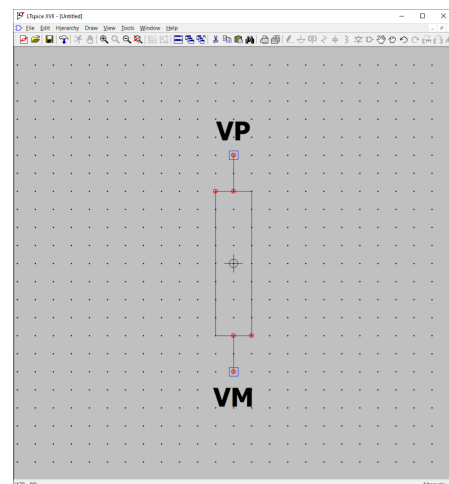 LTspice XVII - [Untitled]
File Edit Hierarchy Draw View Tools Window Help
VP
VM